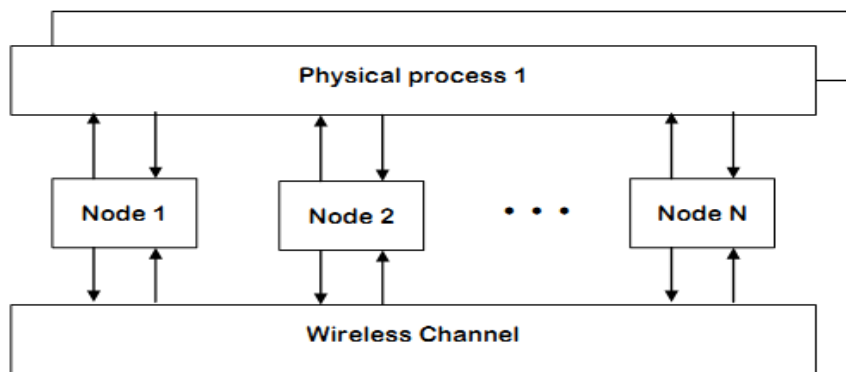 Physical process 1
Node 1
Node 2
• • •
Node N
Wireless Channel